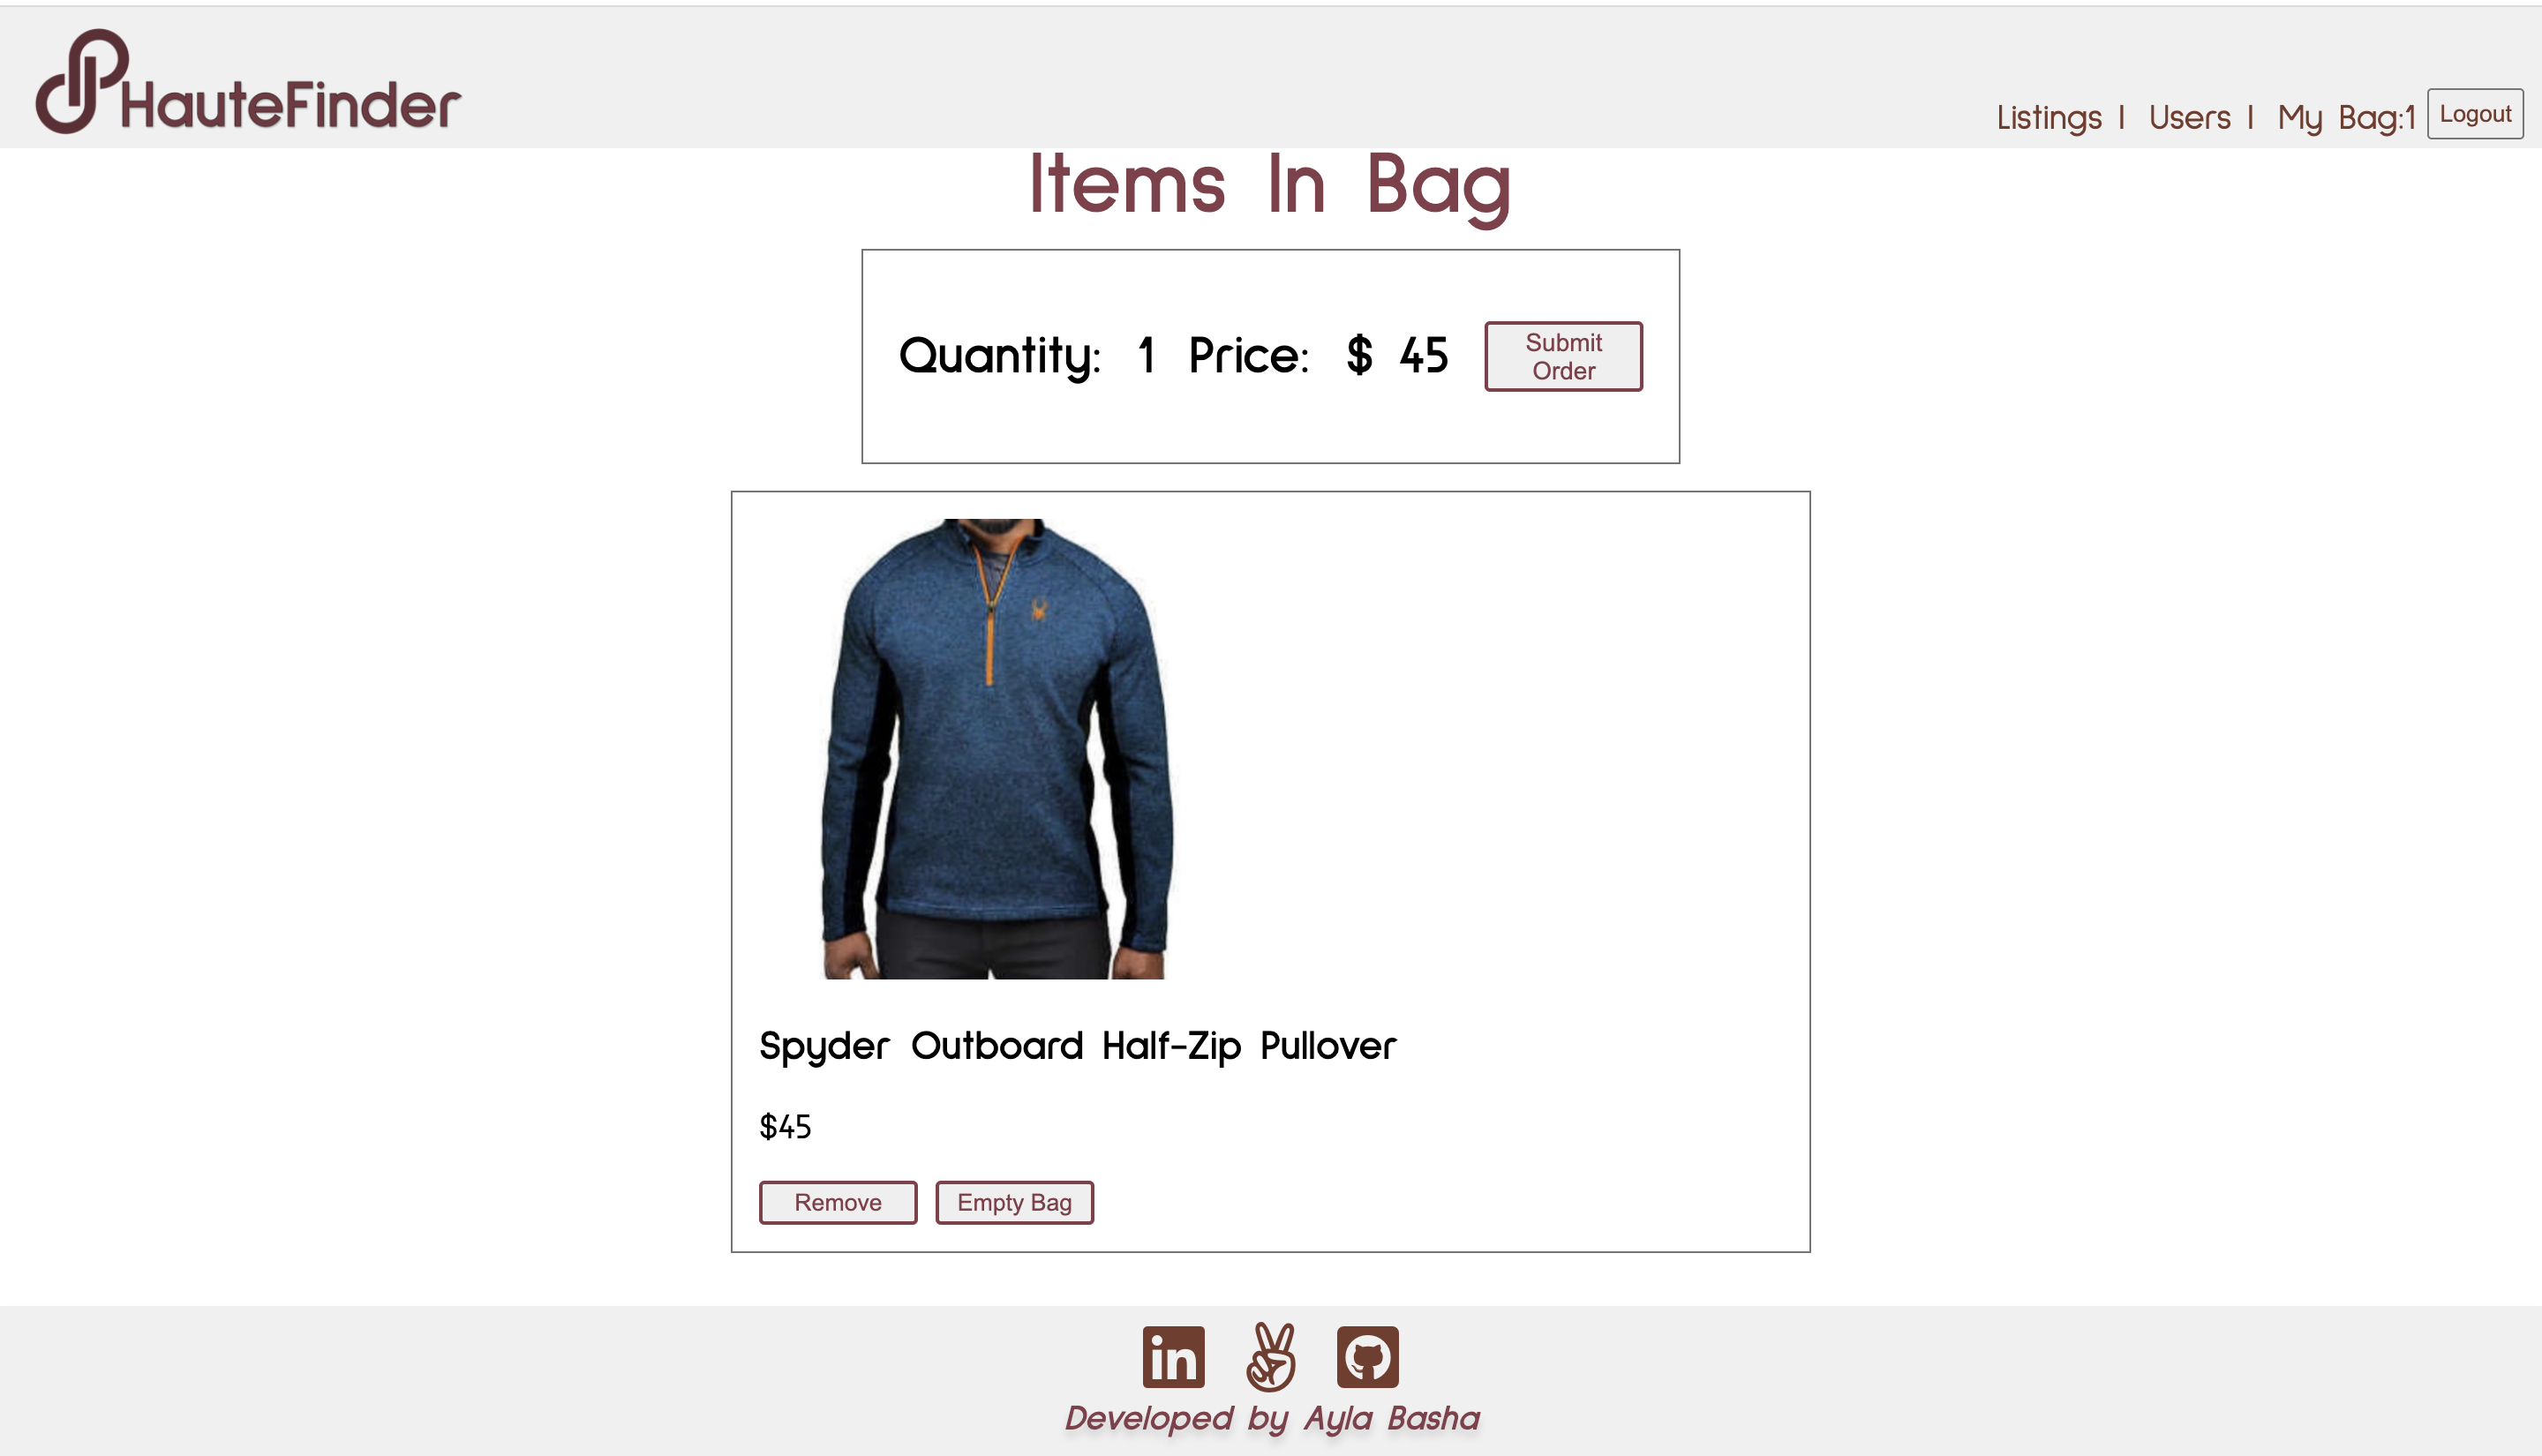 HauteFinder
Listings | Users | My Bag:1 Logout
Items In Bag
Quantity: 1 Price: $ 45
Submit
Order
Spyder Outboard Half-Zip Pullover
$45
Remove Empty Bag
in
Developed by Ayla Basha